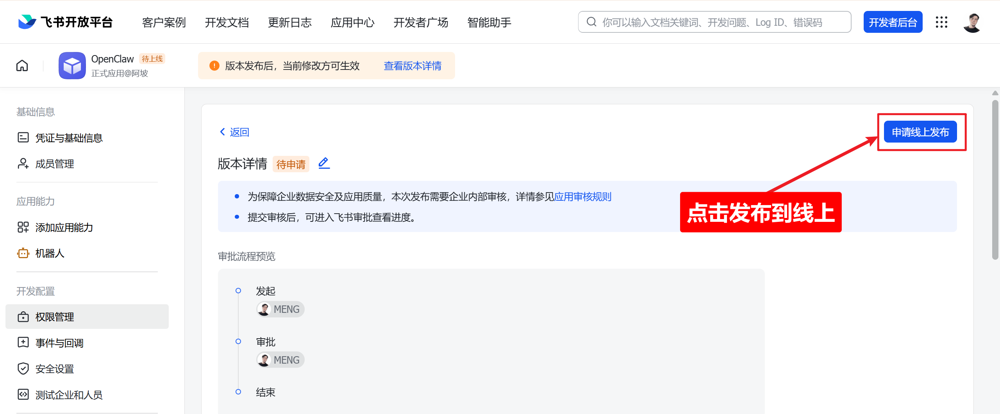 飞书开放平台
客户案例
开发文档
更新日志
应用中心
开发者广场
智能助手
你可以输入文档关键词、开发问题、Log ID、错误码
开发者后台
OpenClaw 待上线
正式应用@阿坡
版本发布后，当前修改方可生效 查看版本详情
基础信息
凭证与基础信息
成员管理
应用能力
添加应用能力
机器人
开发配置
权限管理
事件与回调
安全设置
测试企业和人员
返回
申请线上发布
版本详情 待申请
为保障企业数据安全及应用质量，本次发布需要企业内部审核，详情参见应用审核规则
提交审核后，可进入飞书审批查看进度。
点击发布到线上
审批流程预览
发起
MENG
审批
MENG
结束